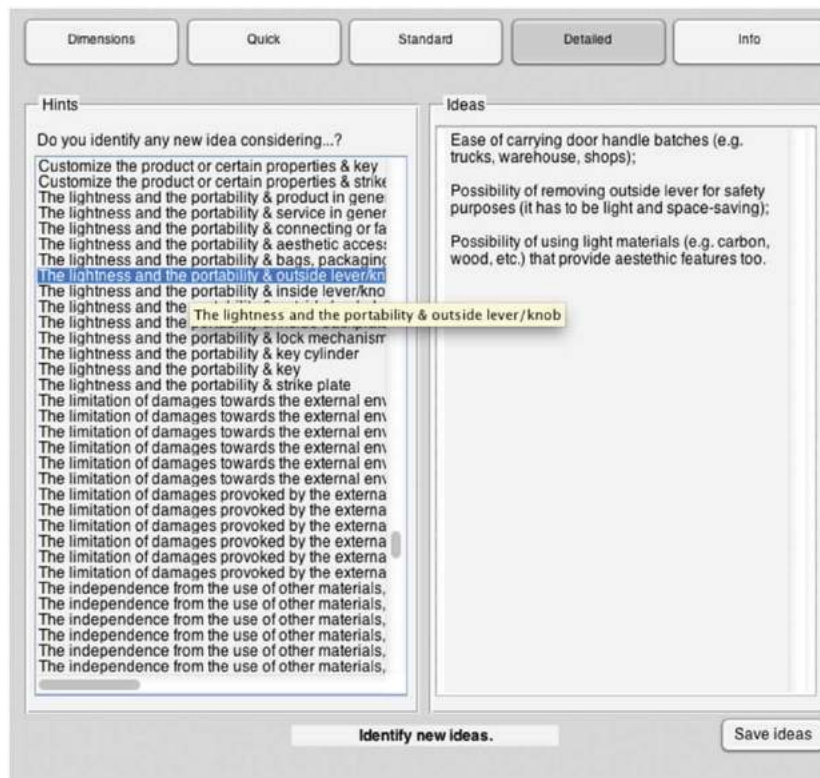 Dimensions
Quick
Standard
Detailed
Info
Hints
Do you identify any new idea considering...?
Customize the product or certain properties & key
Customize the product or certain properties & strike
The lightness and the portability & product in gene
The lightness and the portability & service in gener
The lightness and the portability & connecting or fa
The lightness and the portability & aesthetic access
The lightness and the portability & bags, packaging
The lightness and the portability & outside lever/kn
The lightness and the portability & inside lever/kno
The lightness and the
The lightness and the
The lightness and the portability & outside lever/knob
The lightness and the portability & lock mechanism
The lightness and the portability & key cylinder
The lightness and the portability & key
The lightness and the portability & strike plate
The limitation of damages towards the external env
The limitation of damages towards the external env
The limitation of damages towards the external env
The limitation of damages towards the external env
The limitation of damages towards the external env
The limitation of damages towards the external env
The limitation of damages provoked by the externa
The limitation of damages provoked by the externa
The limitation of damages provoked by the externa
The limitation of damages provoked by the externa
The limitation of damages provoked by the externa
The limitation of damages provoked by the externa
The independence from the use of other materials,
The independence from the use of other materials,
The independence from the use of other materials,
The independence from the use of other materials,
The independence from the use of other materials,
The independence from the use of other materials,
Ideas
Ease of carrying door handle batches (e.g.
trucks, warehouse, shops);
Possibility of removing outside lever for safety
purposes (it has to be light and space-saving);
Possibility of using light materials (e.g. carbon,
wood, etc.) that provide aestethic features too.
Identify new ideas.
Save ideas